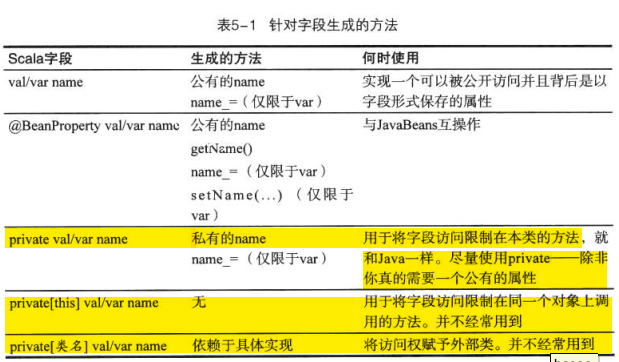 表5-1 针对字段生成的方法
Scala字段 生成的方法 何时使用
val/var name 公有的name 实现一个可以被公开访问并且背后是以
name_=（仅限于var） 字段形式保存的属性
@BeanProperty val/var name 公有的name 与JavaBeans互操作
getName()
name_=（仅限于var）
setName(...)（仅限于
var）
private val/var name 私有的name 用于将字段访问限制在本类的方法，就
name_=（仅限于var） 和Java一样。尽量使用private——除非
你真的需要一个公有的属性
private[this] val/var name 无 用于将字段访问限制在同一个对象上调
用的方法。并不经常用到
private[类名] val/var name 依赖于具体实现 将访问权赋予外部类。并不经常用到